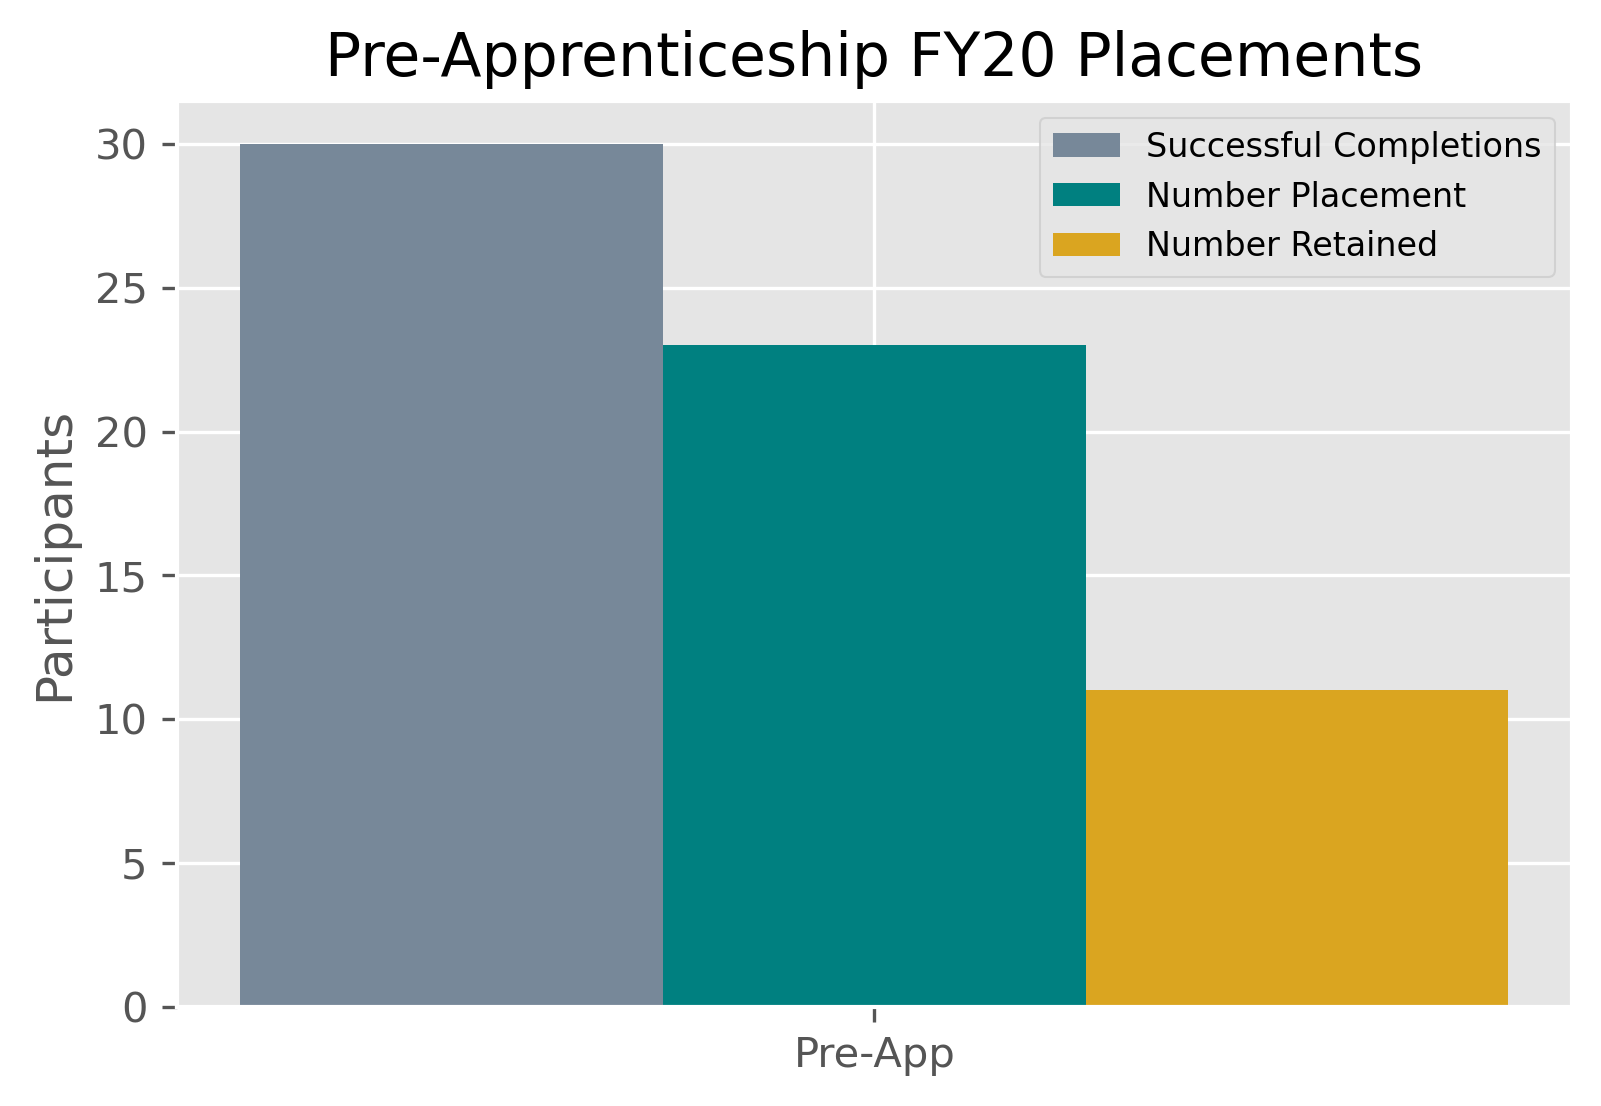 Pre-Apprenticeship FY20 Placements
Successful Completions
Number Placement
Number Retained
Participants
30
25
20
15
10
5
0
Pre-App